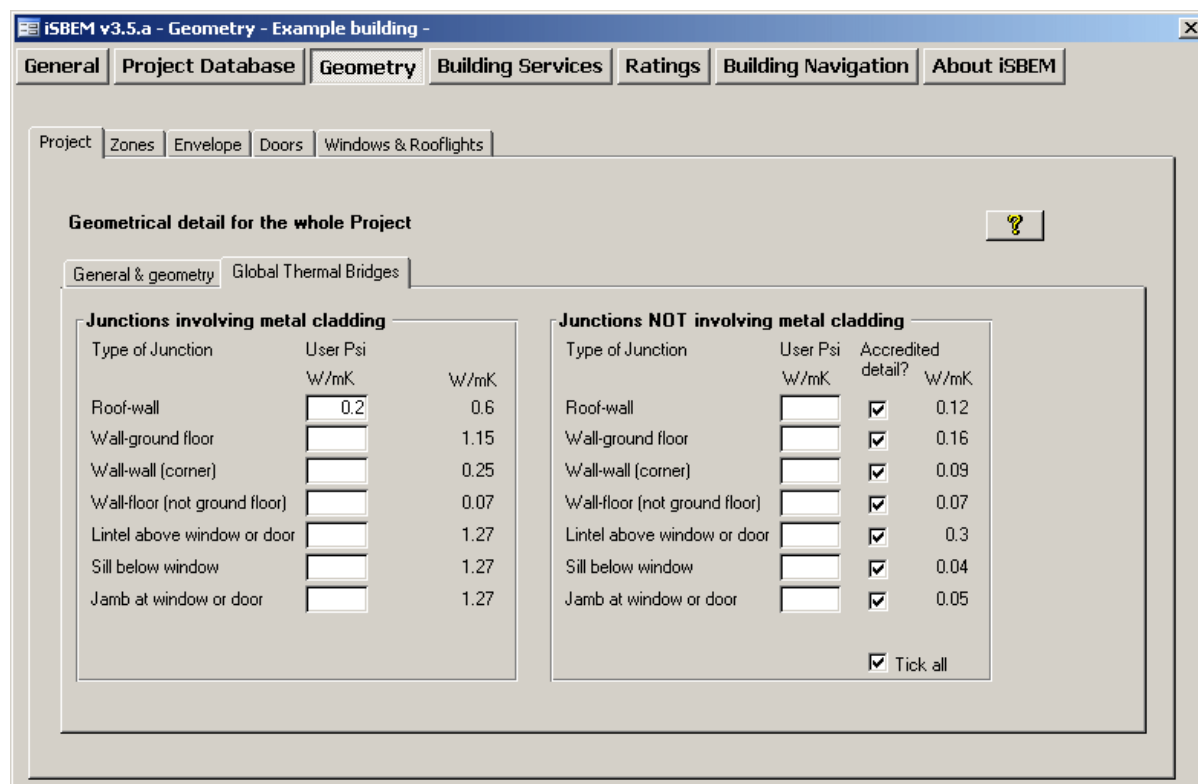 iSBEM v3.5.a - Geometry - Example building -
General Project Database Geometry Building Services Ratings Building Navigation About iSBEM
Project Zones Envelope Doors Windows & Rooflights
Geometrical detail for the whole Project
?
General & geometry Global Thermal Bridges
Junctions involving metal cladding
Type of Junction User Psi
W/mK W/mK
Roof-wall 0.2 0.6
Wall-ground floor 1.15
Wall-wall (corner) 0.25
Wall-floor (not ground floor) 0.07
Lintel above window or door 1.27
Sill below window 1.27
Jamb at window or door 1.27
Junctions NOT involving metal cladding
Type of Junction User Psi Accredited
W/mK detail? W/mK
Roof-wall 0.12
Wall-ground floor 0.16
Wall-wall (corner) 0.09
Wall-floor (not ground floor) 0.07
Lintel above window or door 0.3
Sill below window 0.04
Jamb at window or door 0.05
Tick all